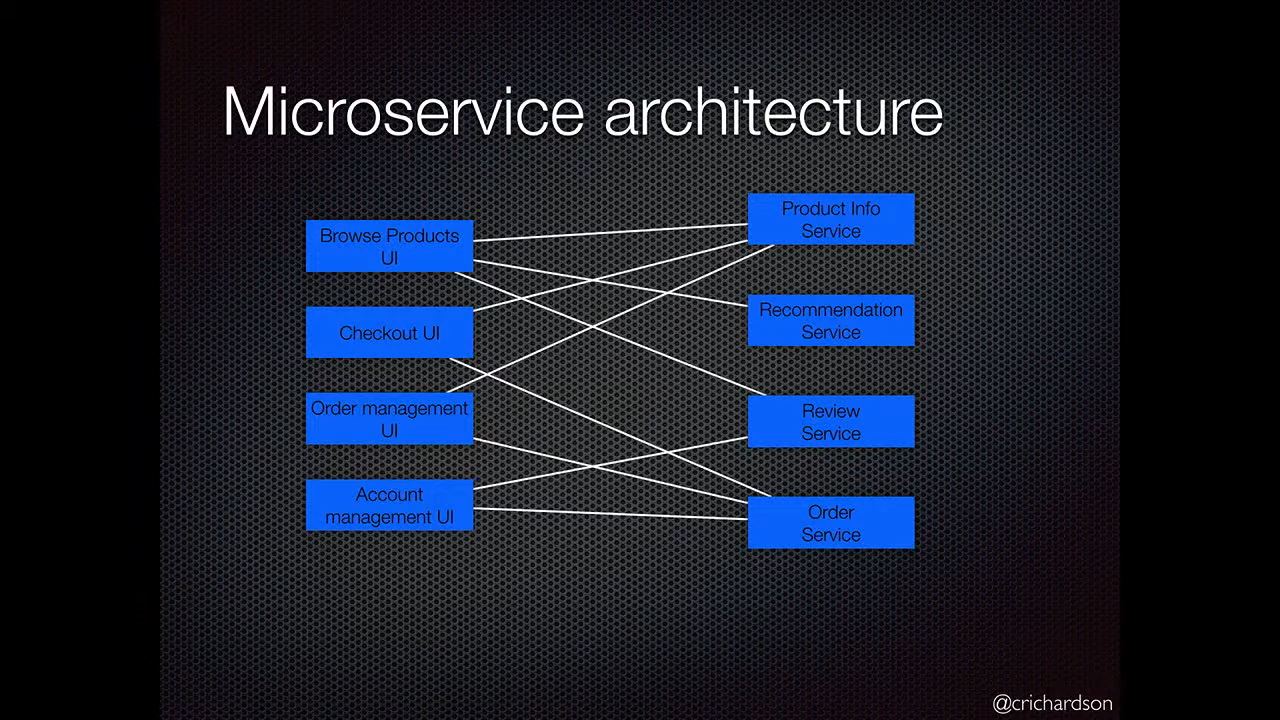 Microservice architecture
Browse Products
UI
Checkout UI
Order management
UI
Account
management UI
Product Info
Service
Recommendation
Service
Review
Service
Order
Service
@crichardson